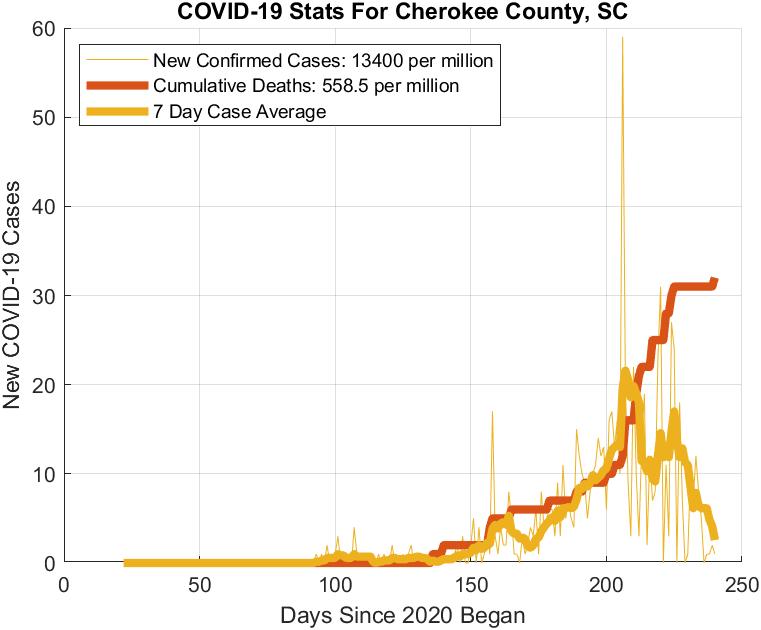 COVID-19 Stats For Cherokee County, SC
New Confirmed Cases: 13400 per million
Cumulative Deaths: 558.5 per million
7 Day Case Average
New COVID-19 Cases
60
50
40
30
20
10
0
0 50 100 150 200 250
Days Since 2020 Began